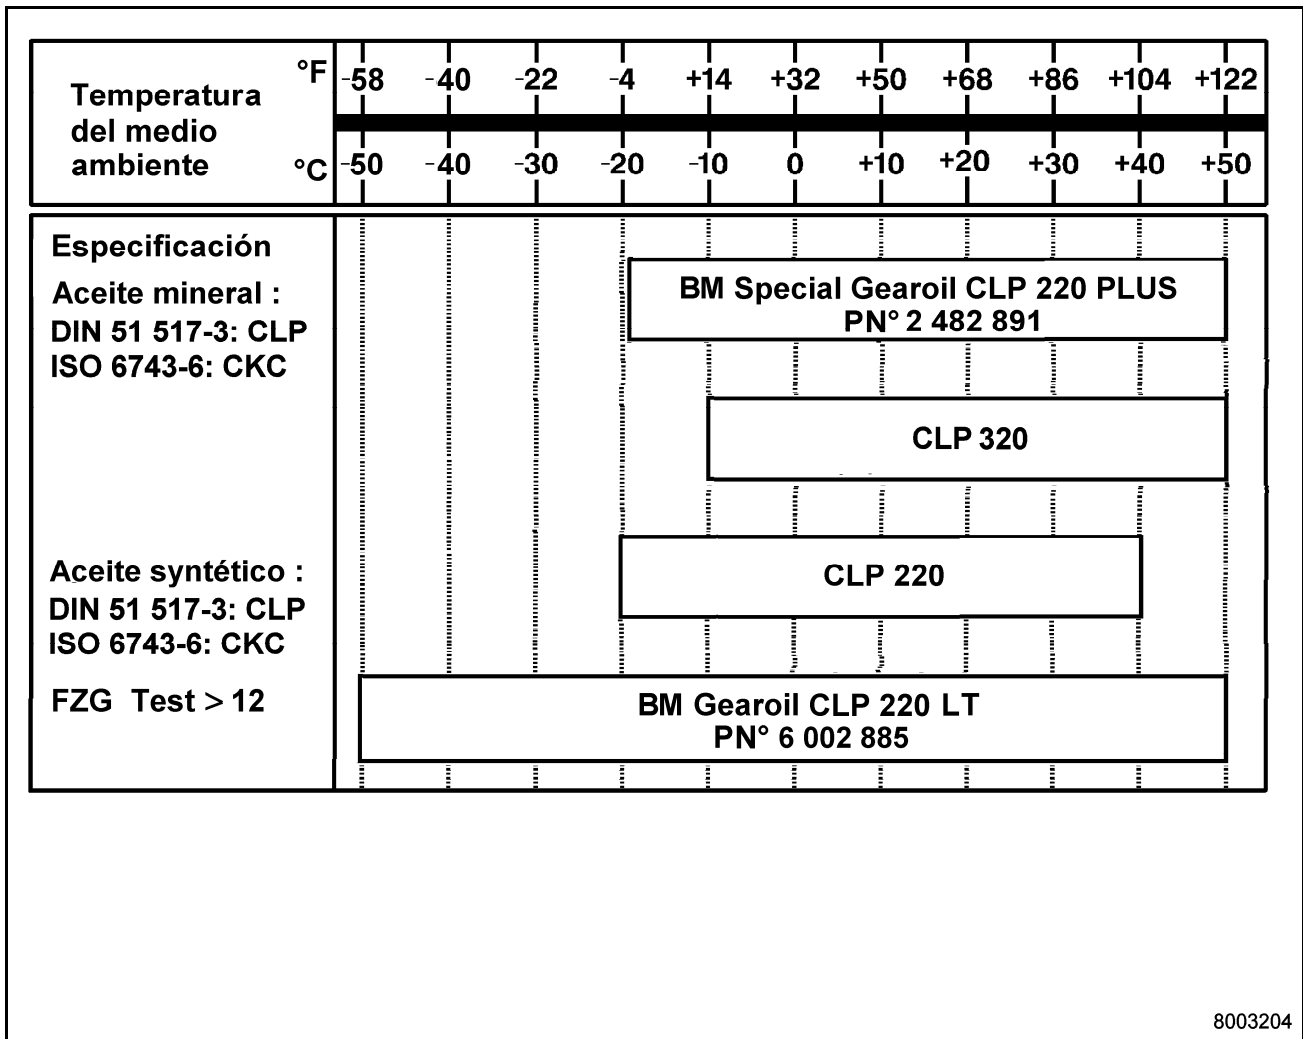 Temperatura
del medio
ambiente
°F
-58 -40 -22 -4 +14 +32 +50 +68 +86 +104 +122
°C
-50 -40 -30 -20 -10 0 +10 +20 +30 +40 +50
Especificación
Aceite mineral :
DIN 51 517-3: CLP
ISO 6743-6: CKC
BM Special Gearoil CLP 220 PLUS
PN° 2 482 891
CLP 320
Aceite syntético :
DIN 51 517-3: CLP
ISO 6743-6: CKC
CLP 220
FZG Test > 12
BM Gearoil CLP 220 LT
PN° 6 002 885
8003204